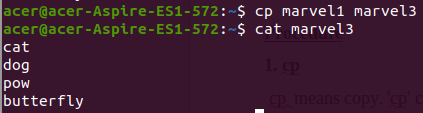 acer@acer-Aspire-ES1-572:~$ cp marvel1 marvel3
acer@acer-Aspire-ES1-572:~$ cat marvel3
cat
dog
1. cp
pow
butterfly
cp means copy. 'cp' c